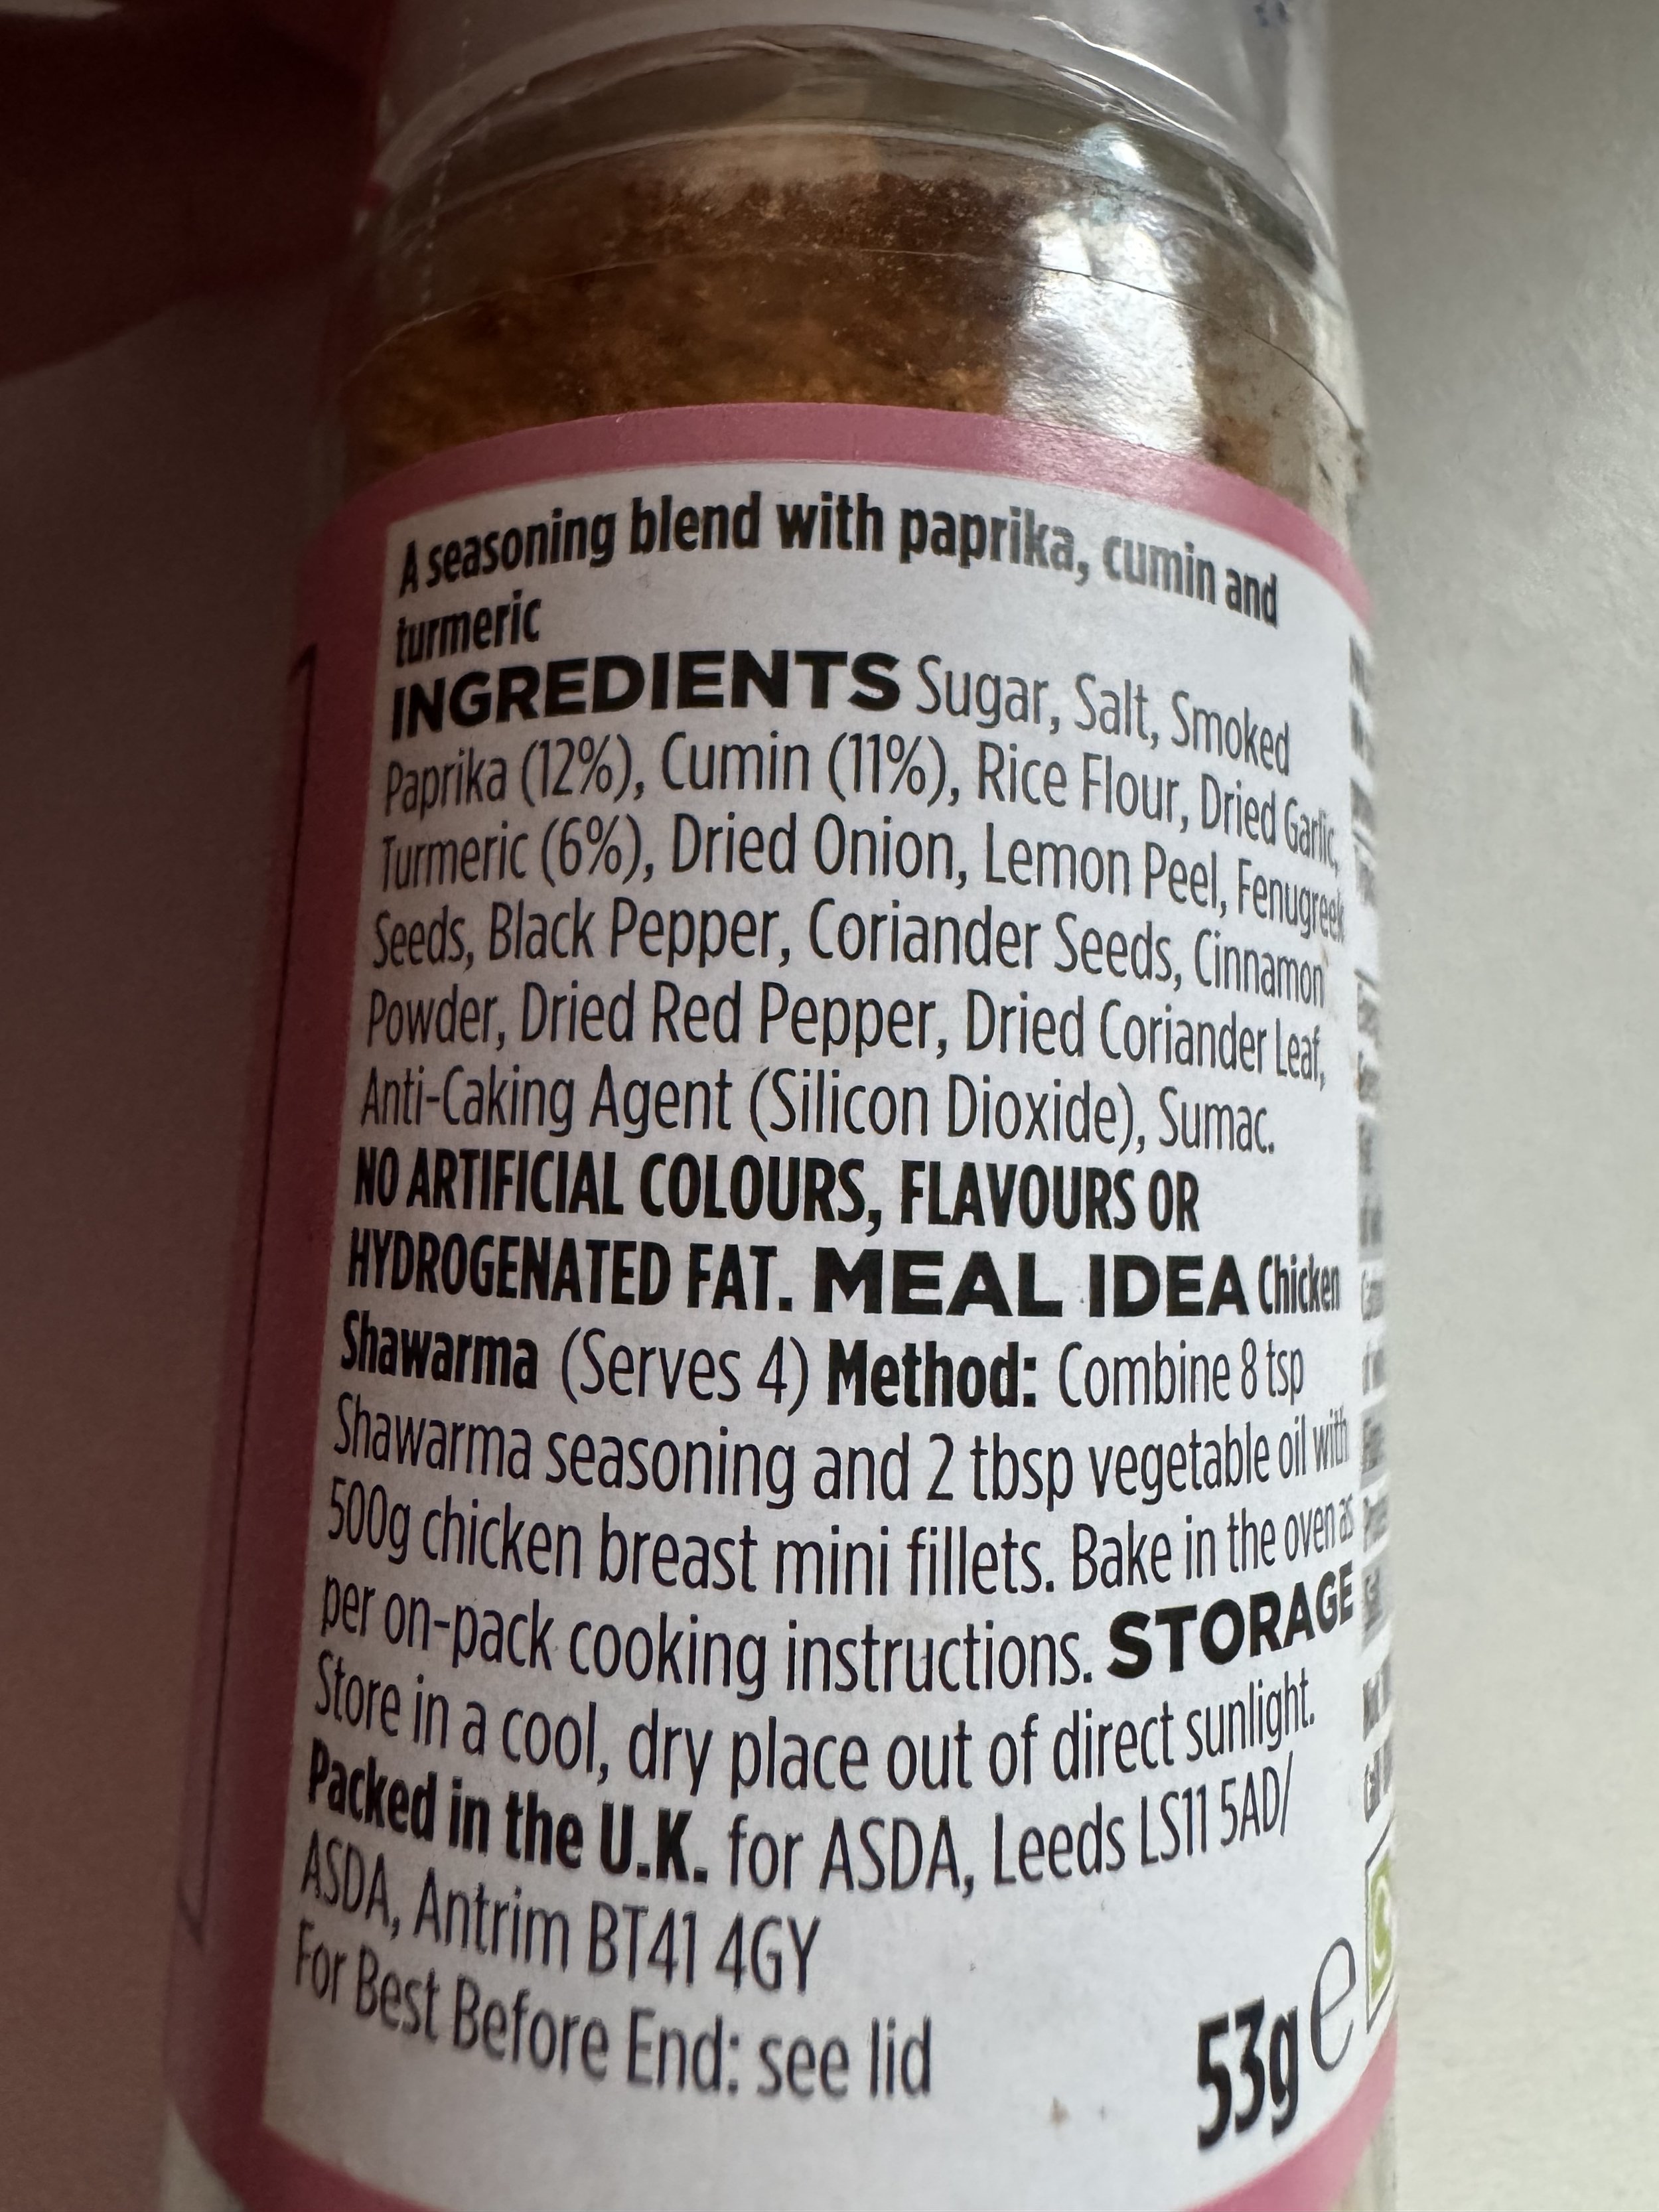 A seasoning blend with paprika, cumin and
turmeric
INGREDIENTS Sugar, Salt, Smoked
Paprika (12%), Cumin (11%), Rice Flour, Dried Garlic,
Turmeric (6%), Dried Onion, Lemon Peel, Fenugreek
Seeds, Black Pepper, Coriander Seeds, Cinnamon
Powder, Dried Red Pepper, Dried Coriander Leaf,
Anti-Caking Agent (Silicon Dioxide), Sumac.
NO ARTIFICIAL COLOURS, FLAVOURS OR
HYDROGENATED FAT. MEAL IDEA Chicken
Shawarma (Serves 4) Method: Combine 8 tsp
Shawarma seasoning and 2 tbsp vegetable oil with
500g chicken breast mini fillets. Bake in the oven as
per on-pack cooking instructions. STORAGE
Store in a cool, dry place out of direct sunlight.
Packed in the U.K. for ASDA, Leeds LS11 5AD/
ASDA, Antrim BT41 4GY
For Best Before End: see lid
53g e